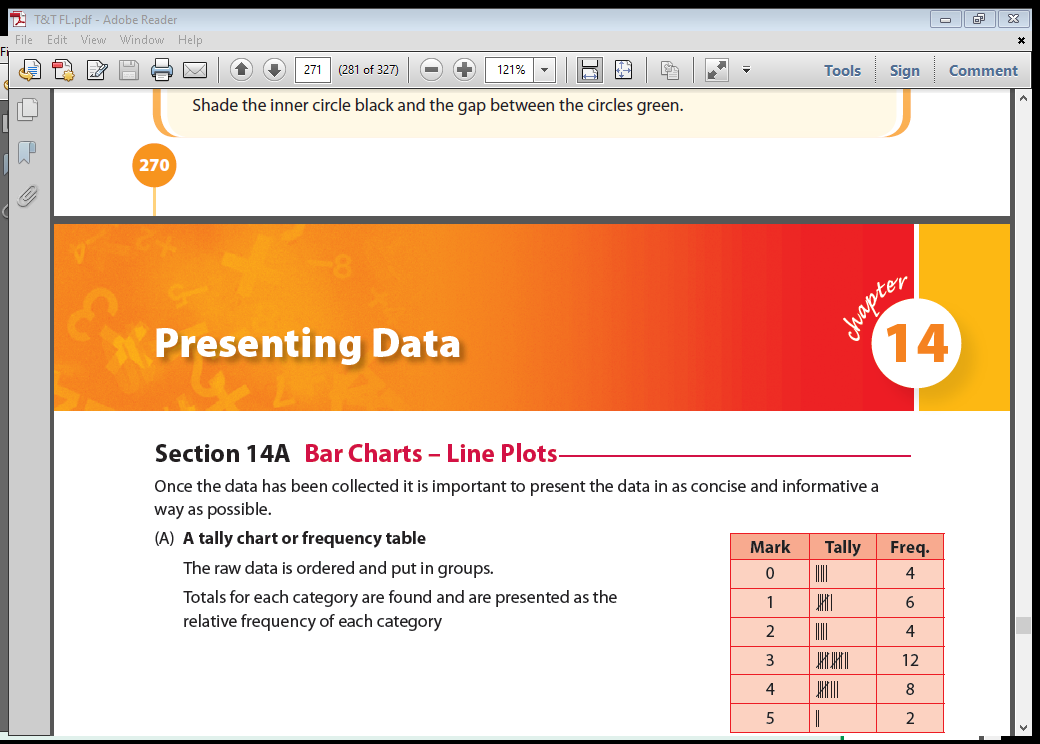 T&T FL.pdf - Adobe Reader
File Edit View Window Help
271 (281 of 327) 121% Tools Sign Comment
Shade the inner circle black and the gap between the circles green.
270
chapter
Presenting Data
14
Section 14A Bar Charts – Line Plots
Once the data has been collected it is important to present the data in as concise and informative a
way as possible.
(A) A tally chart or frequency table
The raw data is ordered and put in groups.
Totals for each category are found and are presented as the
relative frequency of each category
Mark Tally Freq.
0 4
1 6
2 4
3 12
4 8
5 2